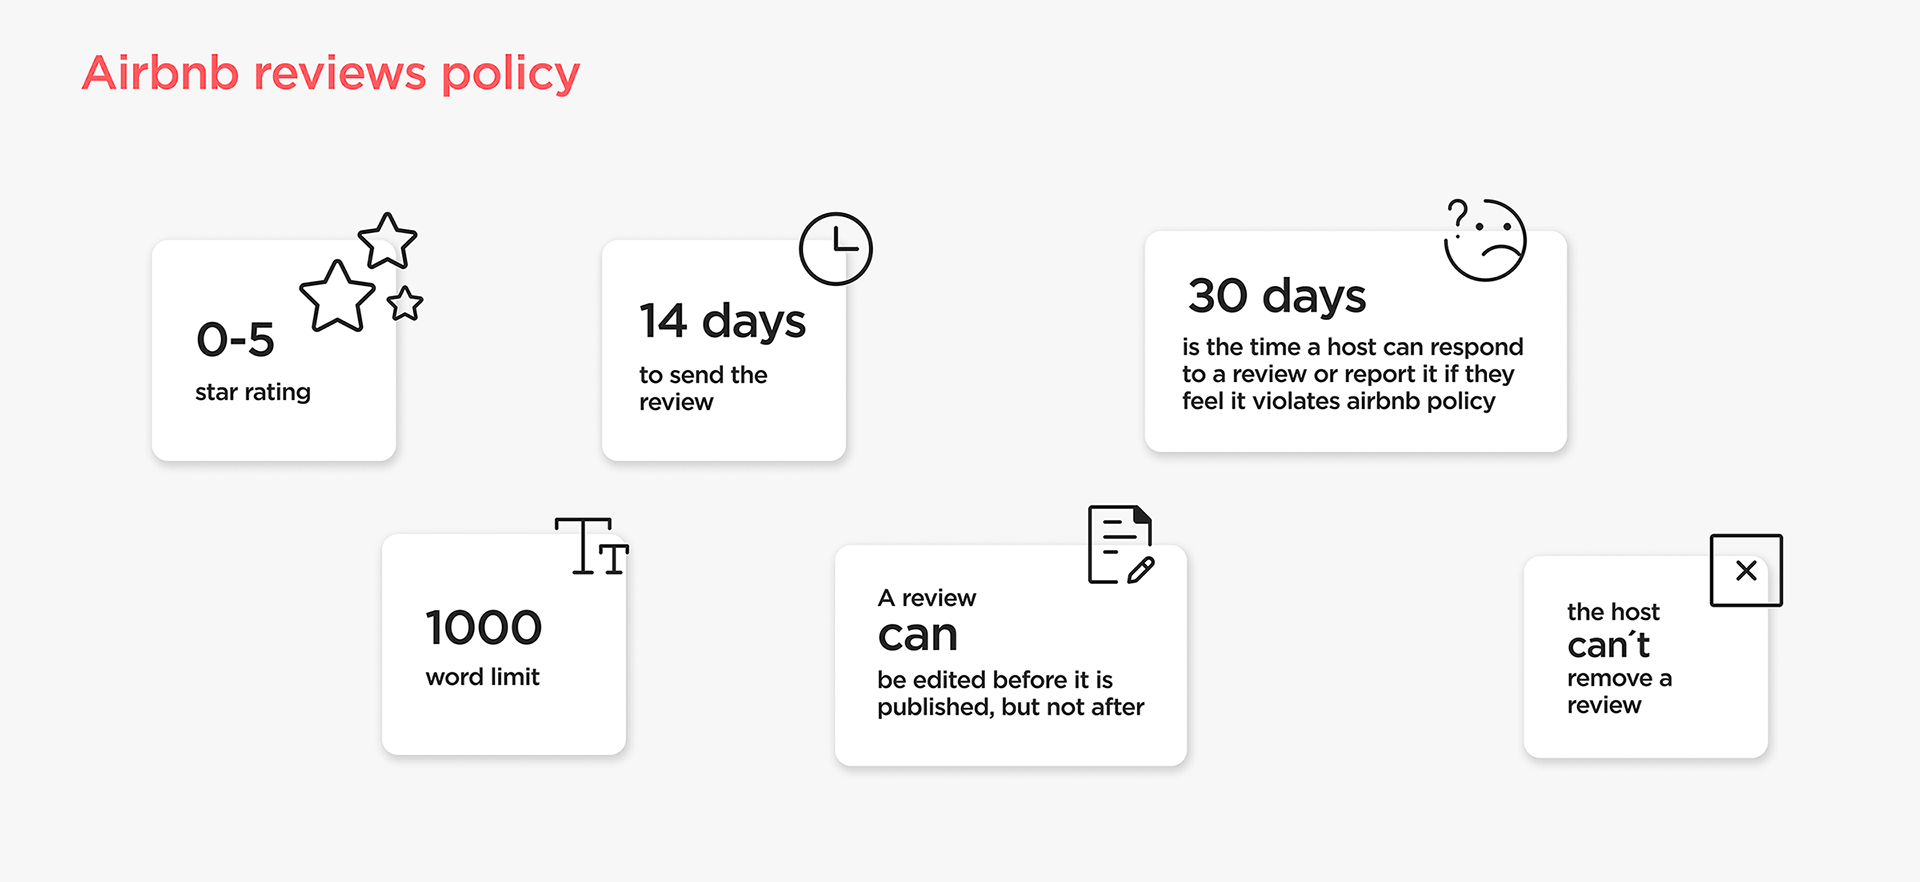 Airbnb reviews policy
0-5
star rating
14 days
to send the
review
?
30 days
is the time a host can respond
to a review or report it if they
feel it violates airbnb policy
1000
word limit
A review
can
be edited before it is
published, but not after
the host
can´t
remove a
review